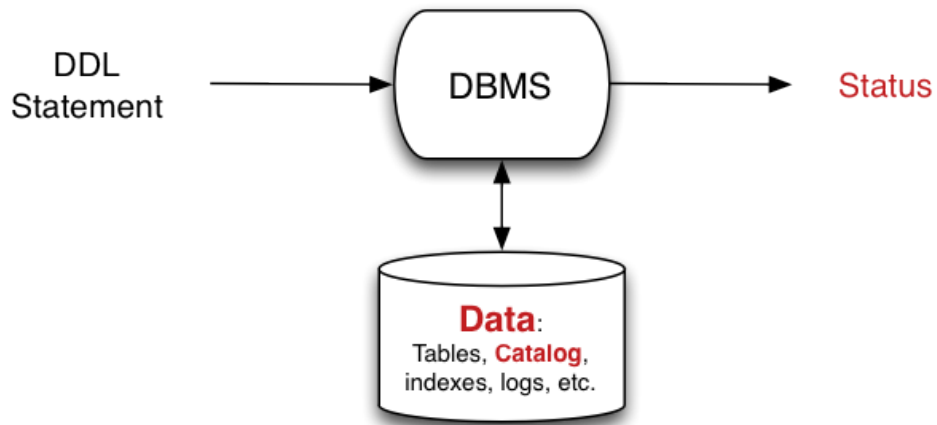 DDL
Statement
DBMS
Status
Data:
Tables, Catalog,
indexes, logs, etc.